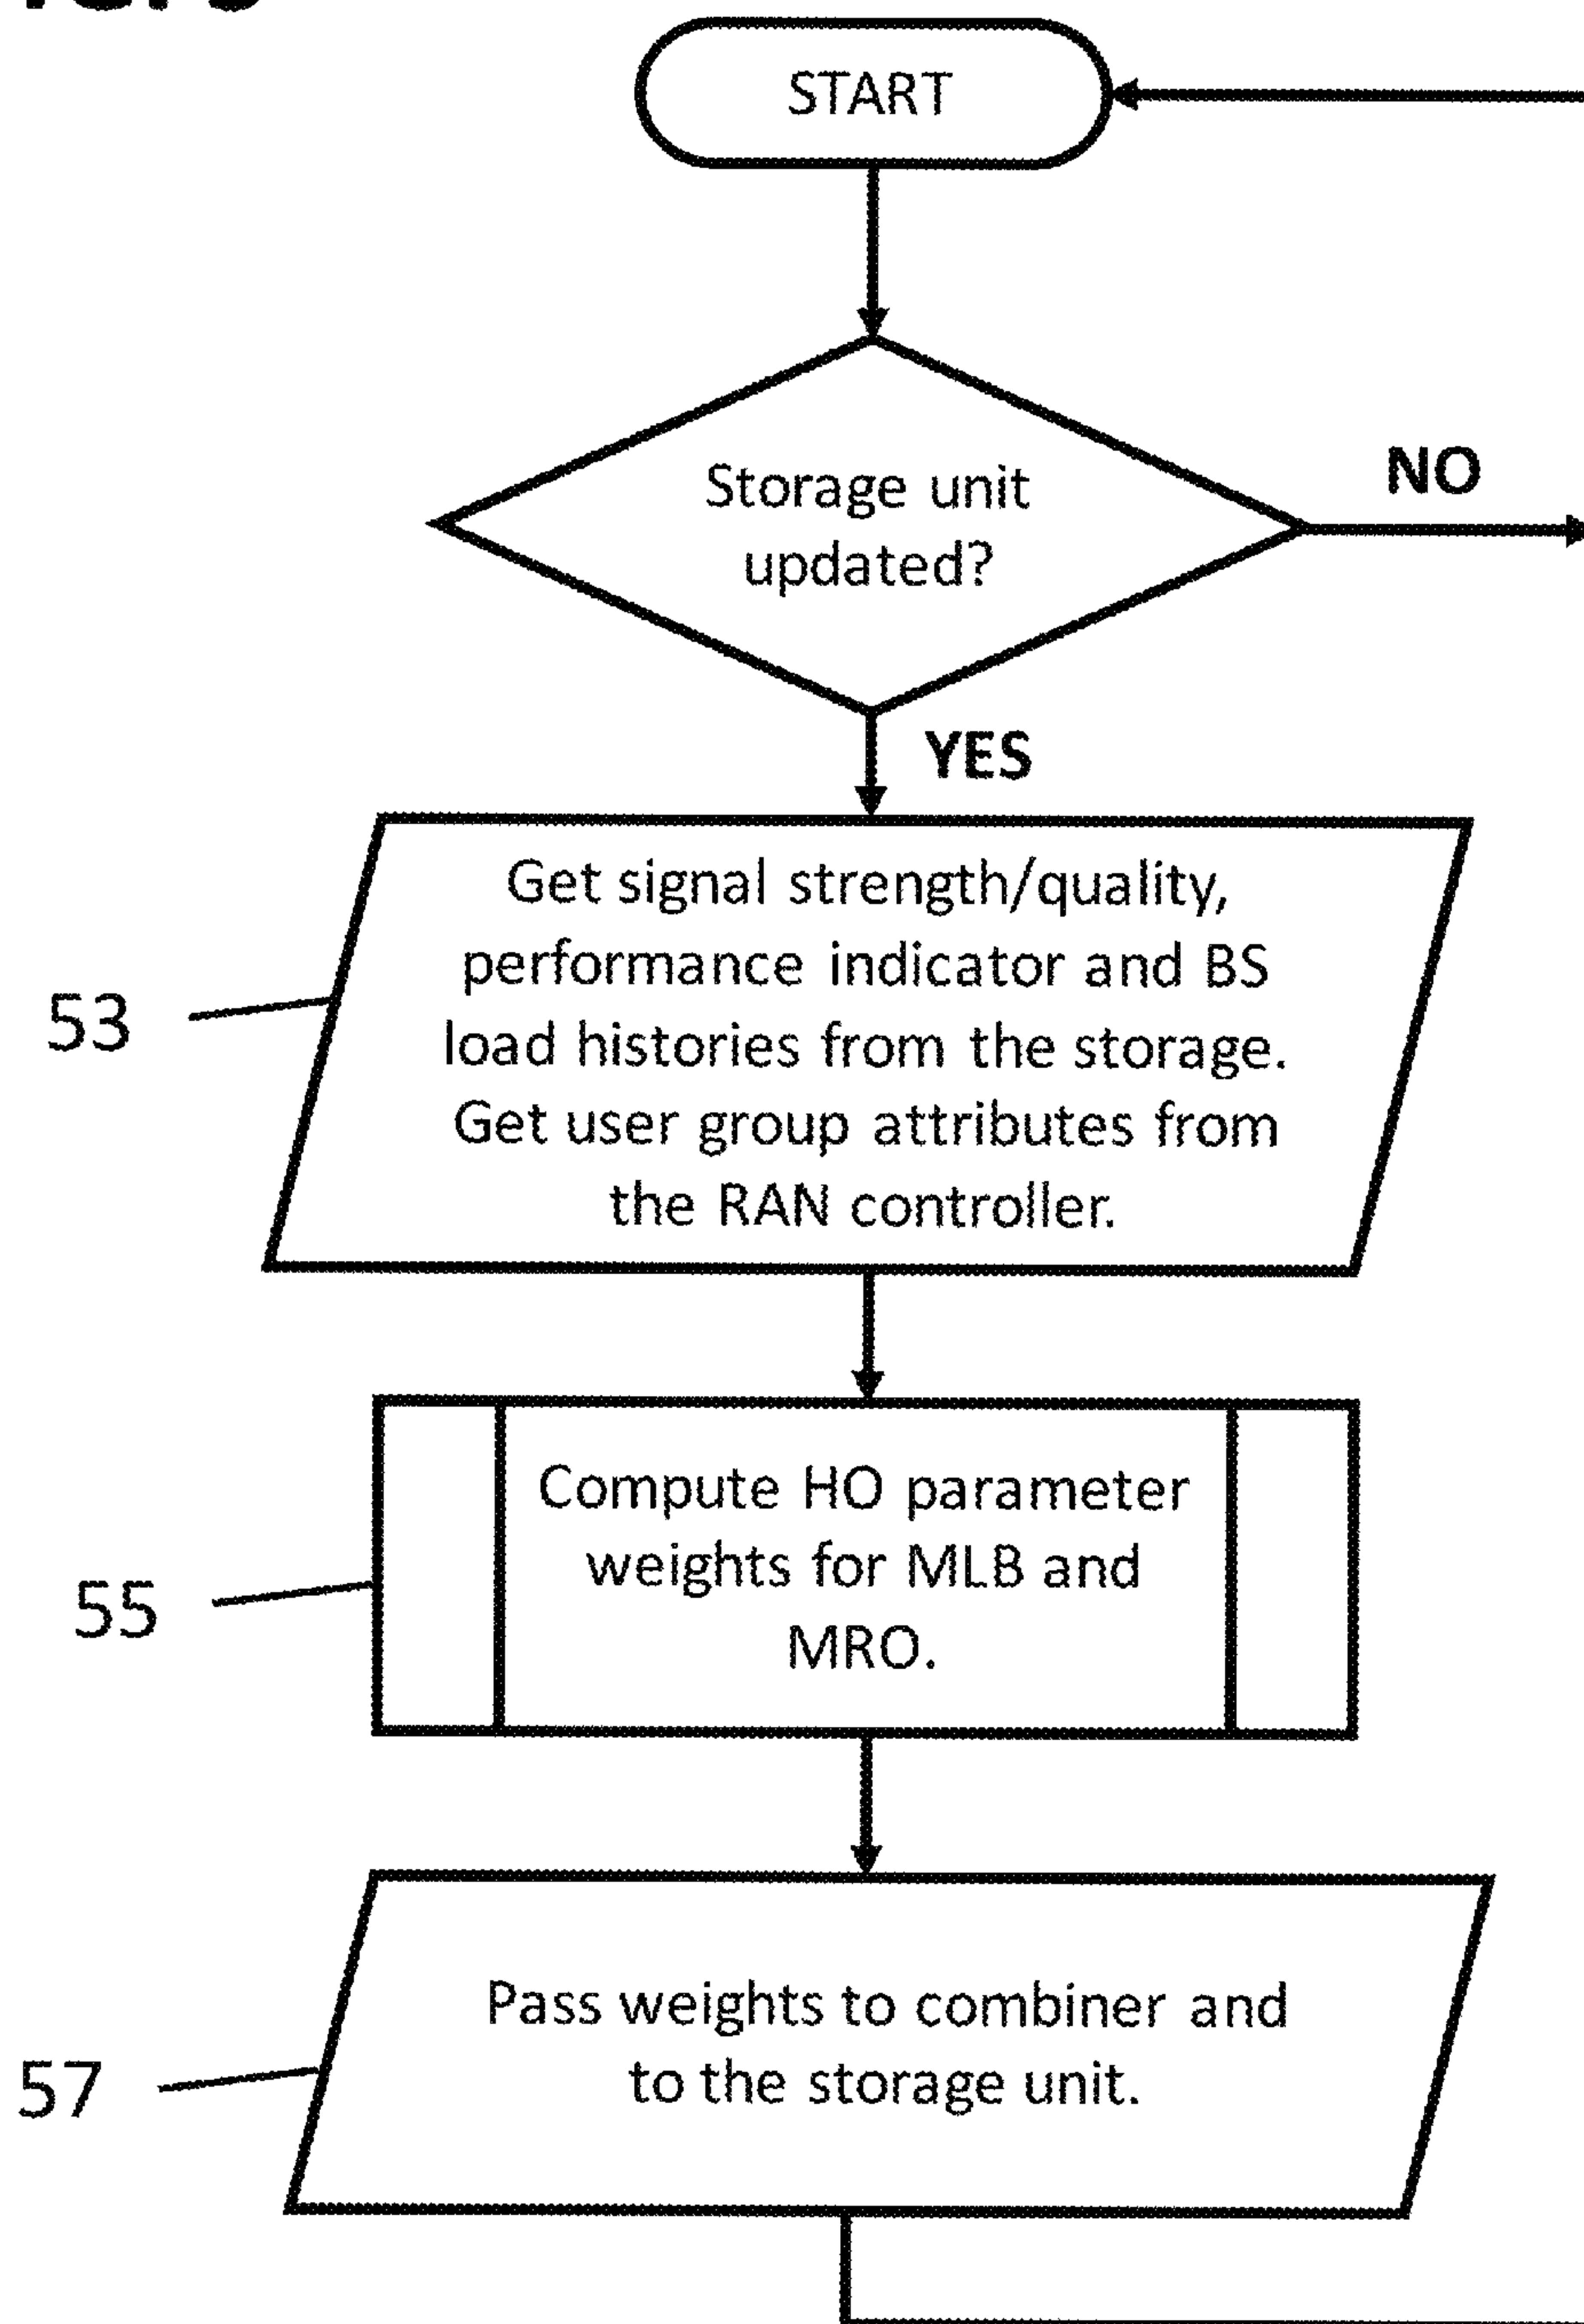 START
Storage unit
updated?
NO
YES
Get signal strength/quality,
performance indicator and BS
load histories from the storage.
Get user group attributes from
the RAN controller.
53
Compute HO parameter
weights for MLB and
MRO.
55
Pass weights to combiner and
to the storage unit.
57